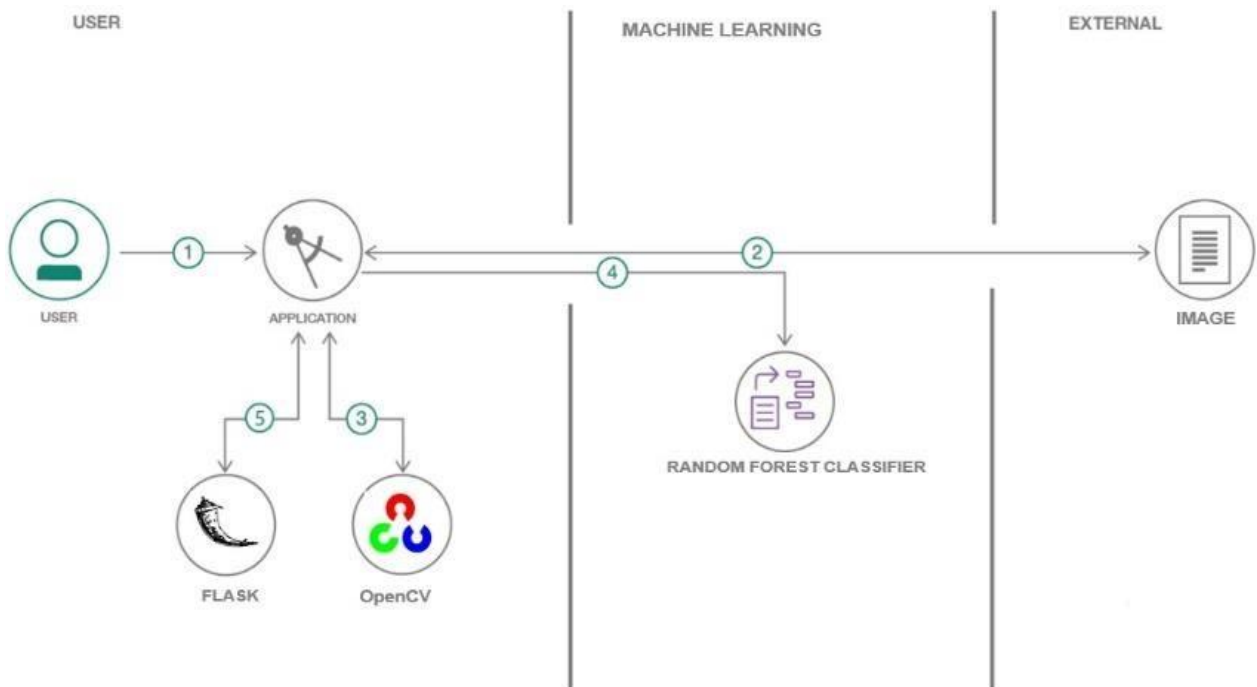 USER
MACHINE LEARNING
EXTERNAL
1
2
4
USER
APPLICATION
IMAGE
5
3
RANDOM FOREST CLASSIFIER
FLASK
OpenCV